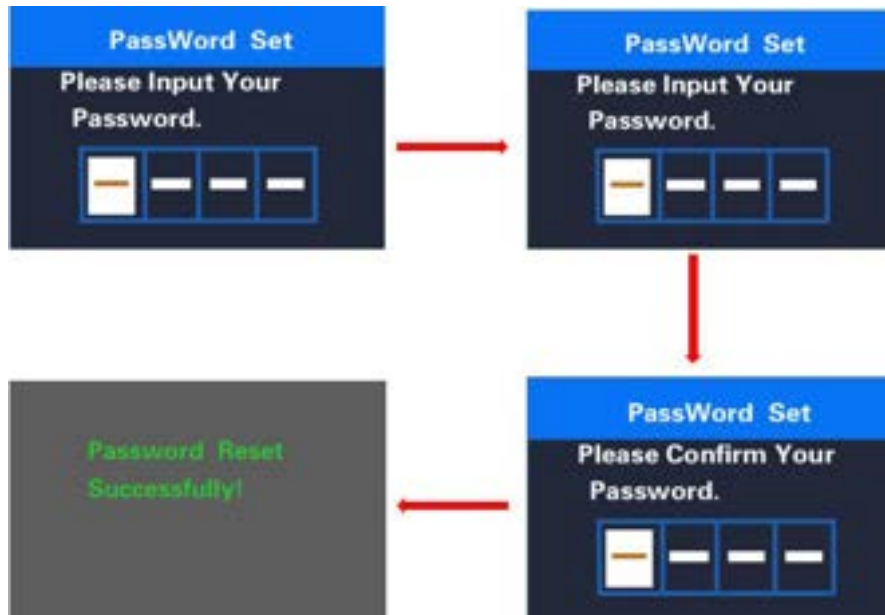 PassWord Set
Please Input Your
Password.
PassWord Set
Please Input Your
Password.
PassWord Set
Please Confirm Your
Password.
Password Reset
Successfully!